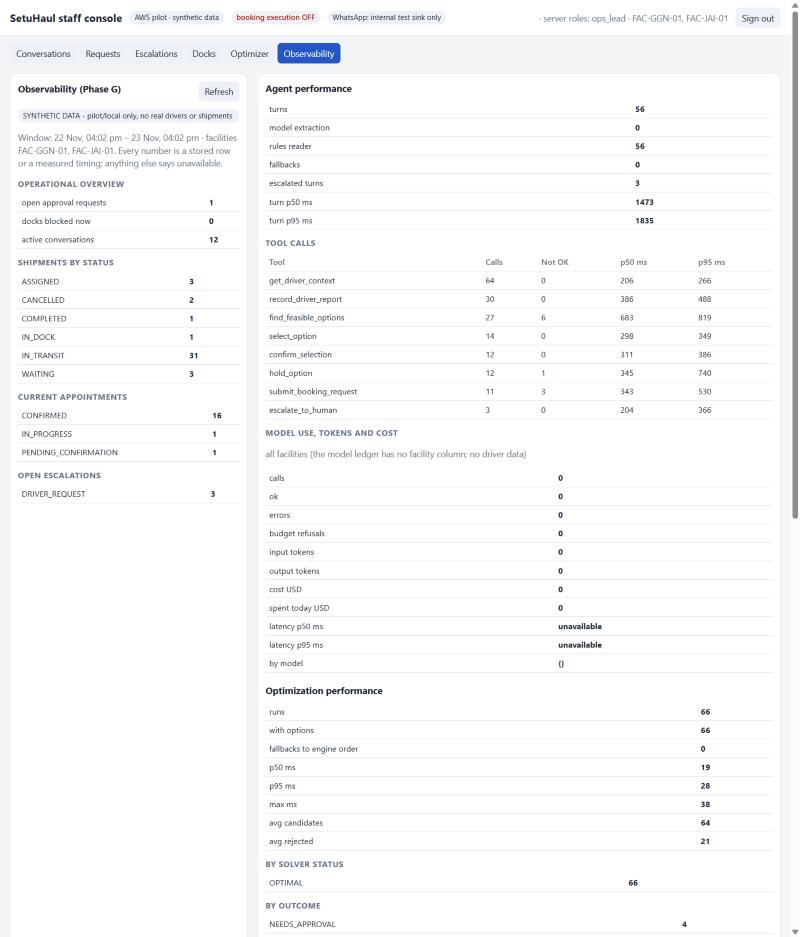 SetuHaul staff console AWS pilot · synthetic data booking execution OFF WhatsApp: internal test sink only · server roles: ops_lead · FAC-GGN-01, FAC-JAI-01 Sign out
Conversations Requests Escalations Docks Optimizer Observability
Observability (Phase G) Refresh
SYNTHETIC DATA - pilot/local only, no real drivers or shipments
Window: 22 Nov, 04:02 pm – 23 Nov, 04:02 pm · facilities
FAC-GGN-01, FAC-JAI-01. Every number is a stored row
or a measured timing; anything else says unavailable.
OPERATIONAL OVERVIEW
open approval requests 1
docks blocked now 0
active conversations 12
SHIPMENTS BY STATUS
ASSIGNED 3
CANCELLED 2
COMPLETED 1
IN_DOCK 1
IN_TRANSIT 31
WAITING 3
CURRENT APPOINTMENTS
CONFIRMED 16
IN_PROGRESS 1
PENDING_CONFIRMATION 1
OPEN ESCALATIONS
DRIVER_REQUEST 3
Agent performance
turns 56
model extraction 0
rules reader 56
fallbacks 0
escalated turns 3
turn p50 ms 1473
turn p95 ms 1835
TOOL CALLS
Tool Calls Not OK p50 ms p95 ms
get_driver_context 64 0 206 266
record_driver_report 30 0 386 488
find_feasible_options 27 6 683 819
select_option 14 0 298 349
confirm_selection 12 0 311 386
hold_option 12 1 345 740
submit_booking_request 11 3 343 530
escalate_to_human 3 0 204 366
MODEL USE, TOKENS AND COST
all facilities (the model ledger has no facility column; no driver data)
calls 0
ok 0
errors 0
budget refusals 0
input tokens 0
output tokens 0
cost USD 0
spent today USD 0
latency p50 ms unavailable
latency p95 ms unavailable
by model {}
Optimization performance
runs 66
with options 66
fallbacks to engine order 0
p50 ms 19
p95 ms 28
max ms 38
avg candidates 64
avg rejected 21
BY SOLVER STATUS
OPTIMAL 66
BY OUTCOME
NEEDS_APPROVAL 4